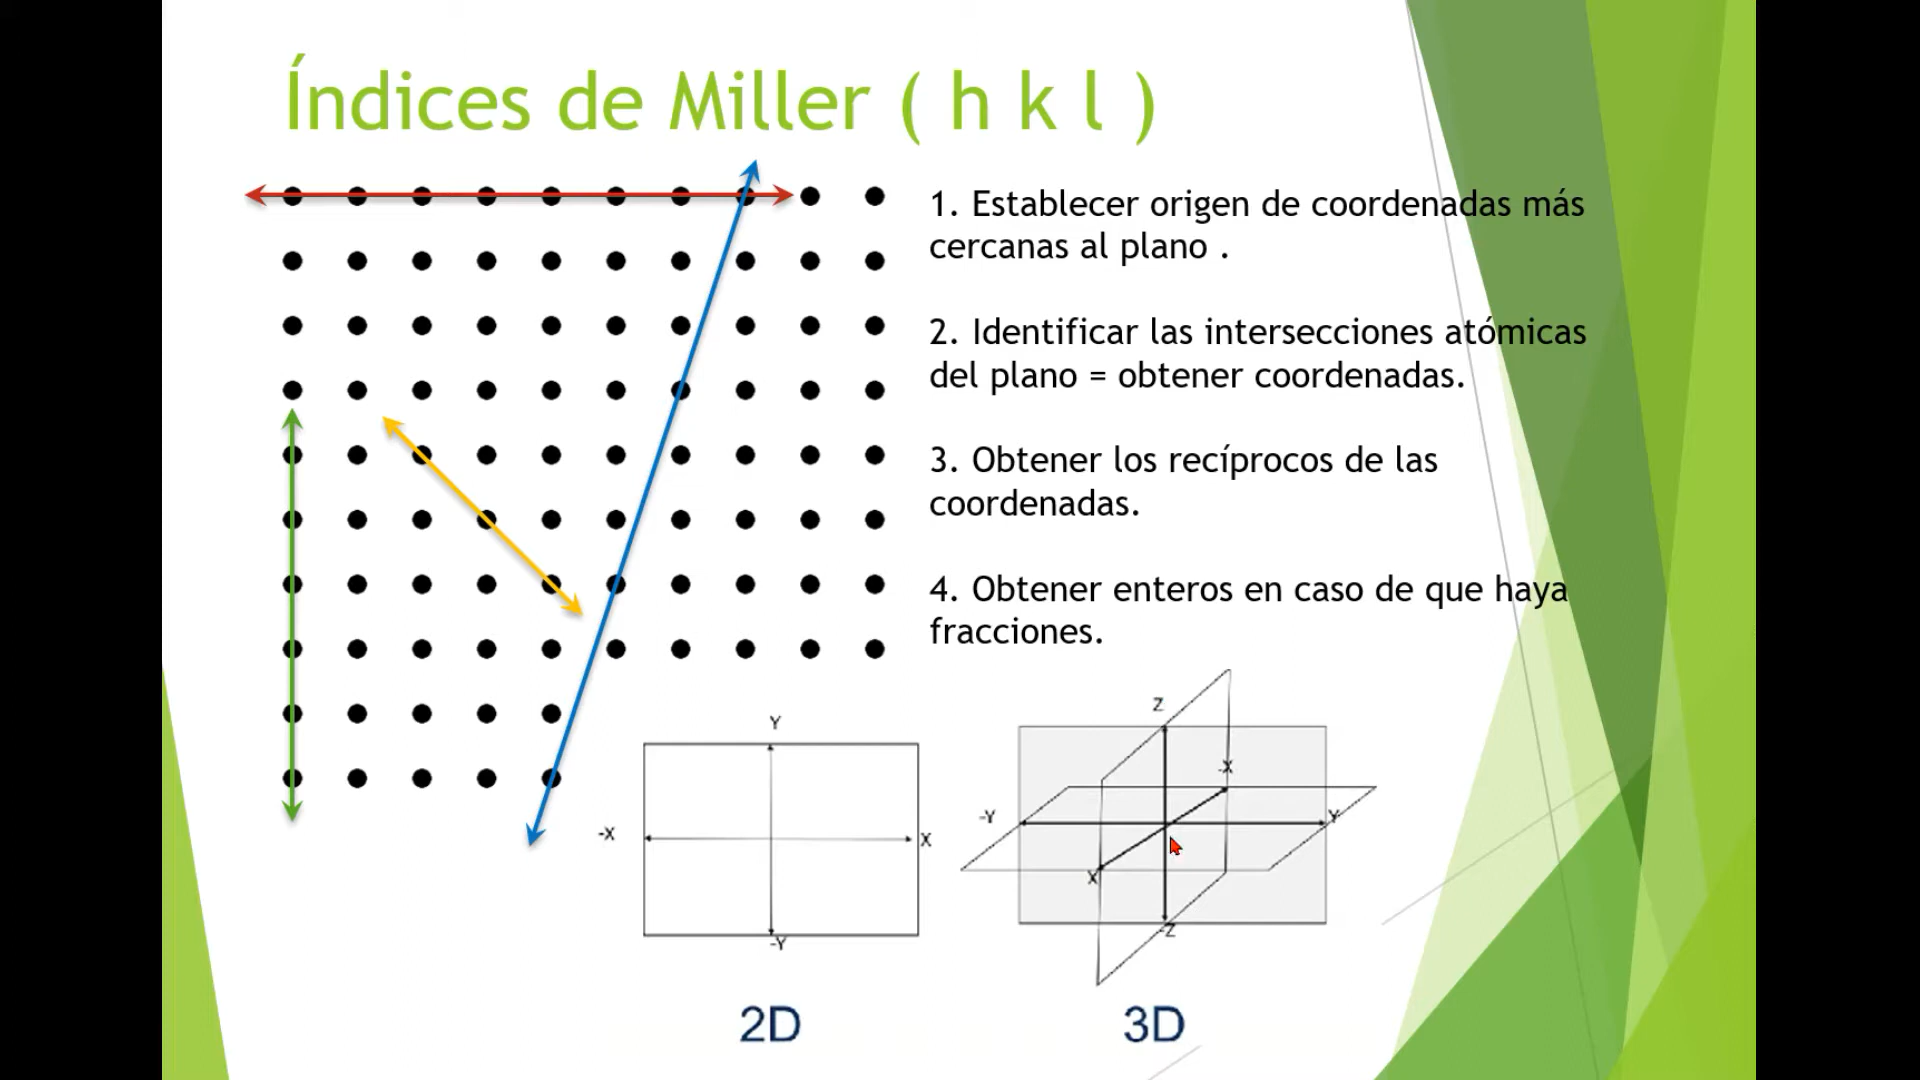 Índices de Miller ( h k l )
1. Establecer origen de coordenadas más
cercanas al plano .
2. Identificar las intersecciones atómicas
del plano = obtener coordenadas.
3. Obtener los recíprocos de las
coordenadas.
4. Obtener enteros en caso de que haya
fracciones.
Y
-X
X
-Y
2D
Z
-X
-Y
Y
X
-Z
3D